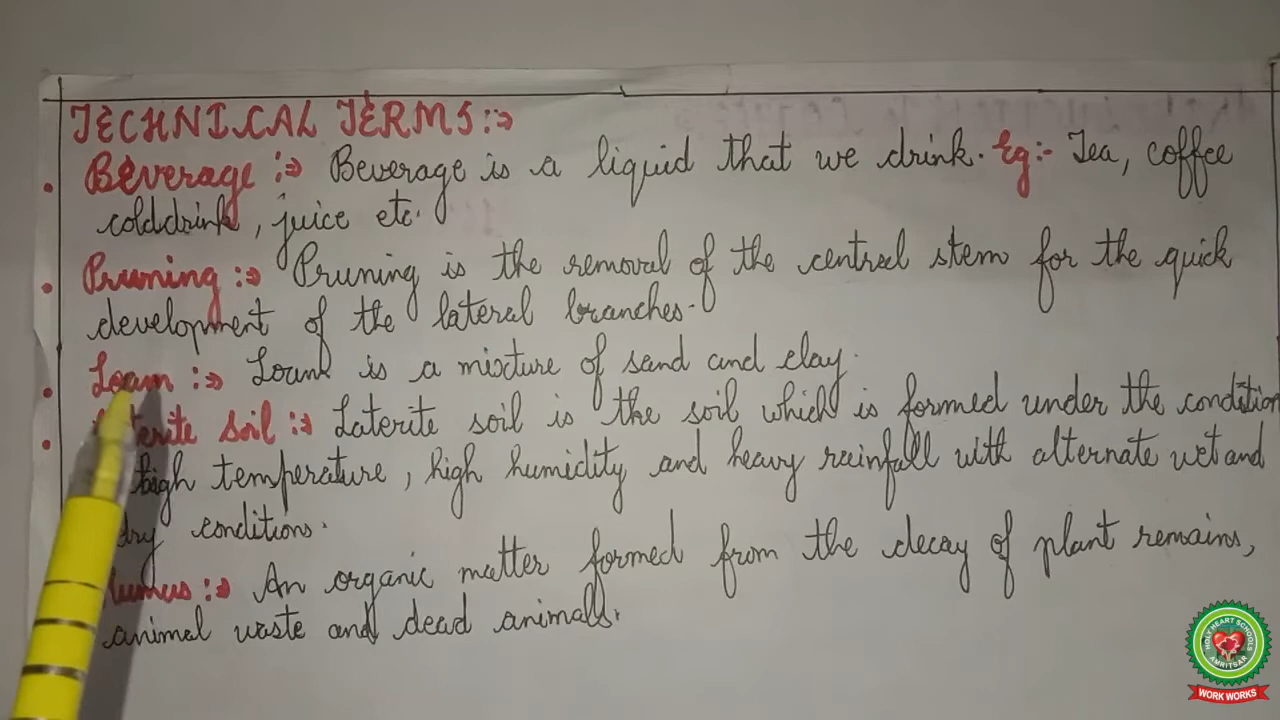 TECHNICAL TERMS:->
Beverage :-> Beverage is a liquid that we drink. Eg:- Tea, coffee
colddrink, juice etc.
Pruning :-> Pruning is the removal of the central stem for the quick
development of the lateral branches.
Loam :-> Loam is a mixture of sand and clay.
soil :-> Laterite soil is the soil which is formed under the condition
high temperature, high humidity and heavy rainfall with alternate wet and
dry conditions.
Humus :-> An organic matter formed from the decay of plant remains,
animal waste and dead animals.
HOLY HEART SCHOOLS
AMRITSAR
WORK WORKS